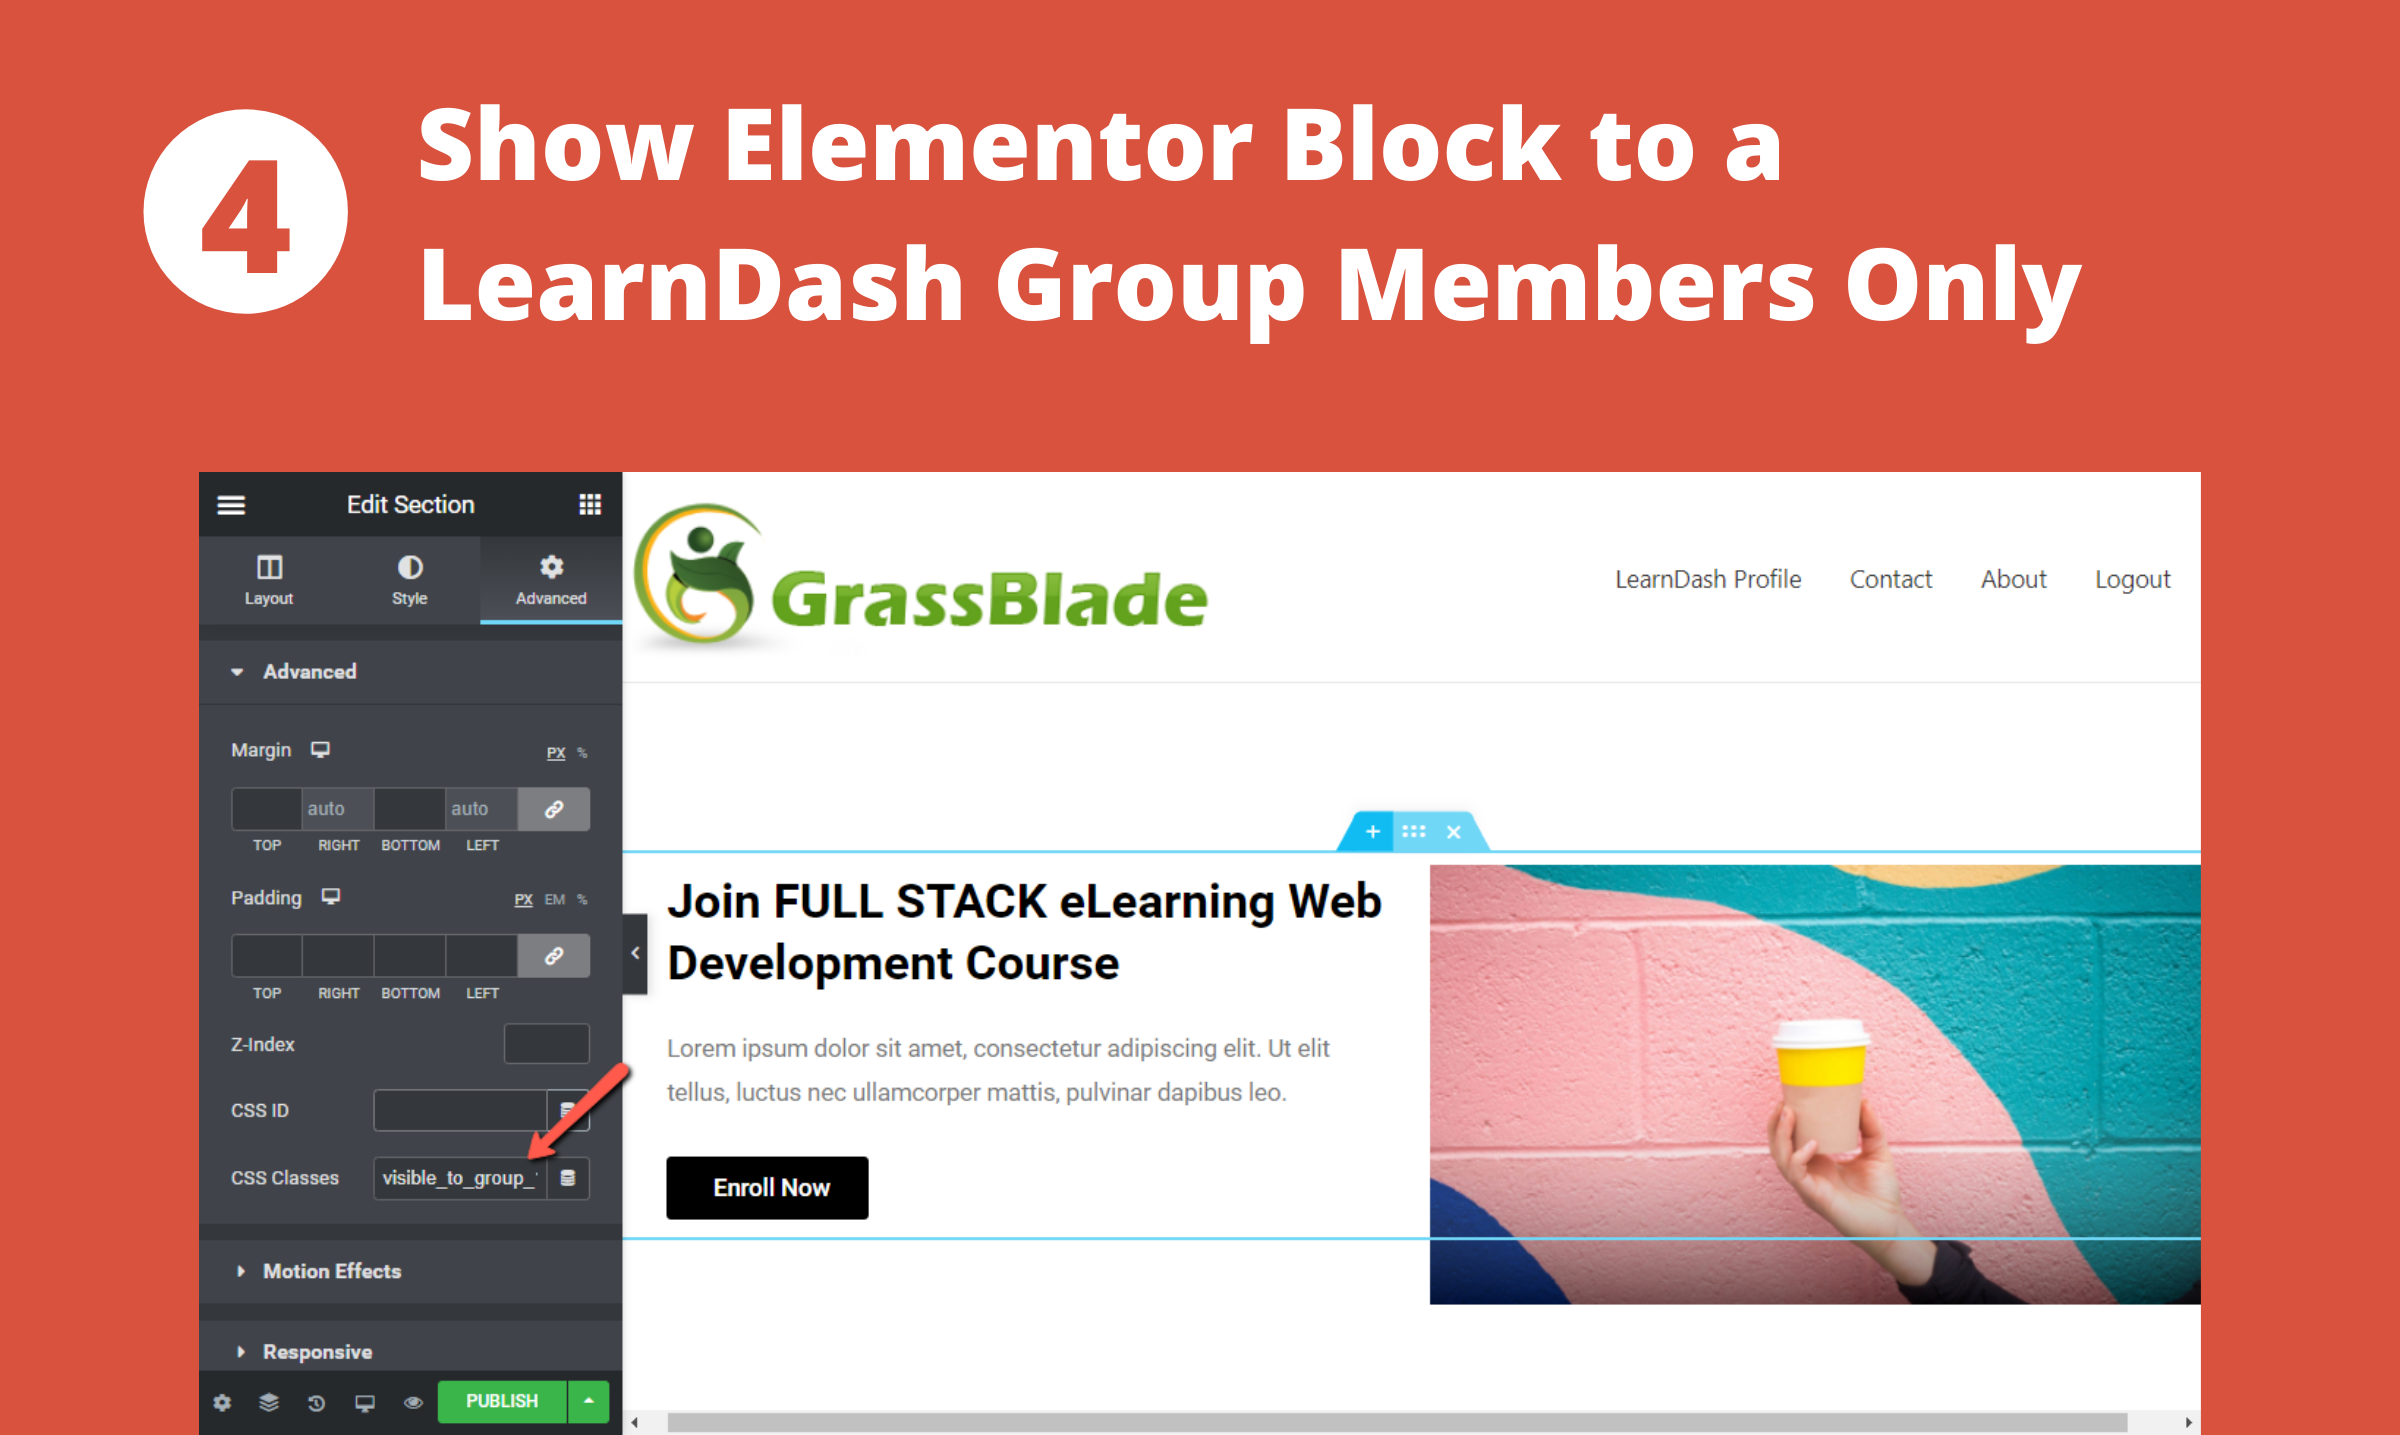 4
Show Elementor Block to a
LearnDash Group Members Only
Edit Section
Layout
Style
Advanced
Advanced
Margin
PX %
auto
auto
TOP RIGHT BOTTOM LEFT
Padding
PX EM %
TOP RIGHT BOTTOM LEFT
Z-Index
CSS ID
CSS Classes
visible_to_group_
Motion Effects
Responsive
PUBLISH
GrassBlade
LearnDash Profile
Contact
About
Logout
Join FULL STACK eLearning Web
Development Course
Lorem ipsum dolor sit amet, consectetur adipiscing elit. Ut elit
tellus, luctus nec ullamcorper mattis, pulvinar dapibus leo.
Enroll Now